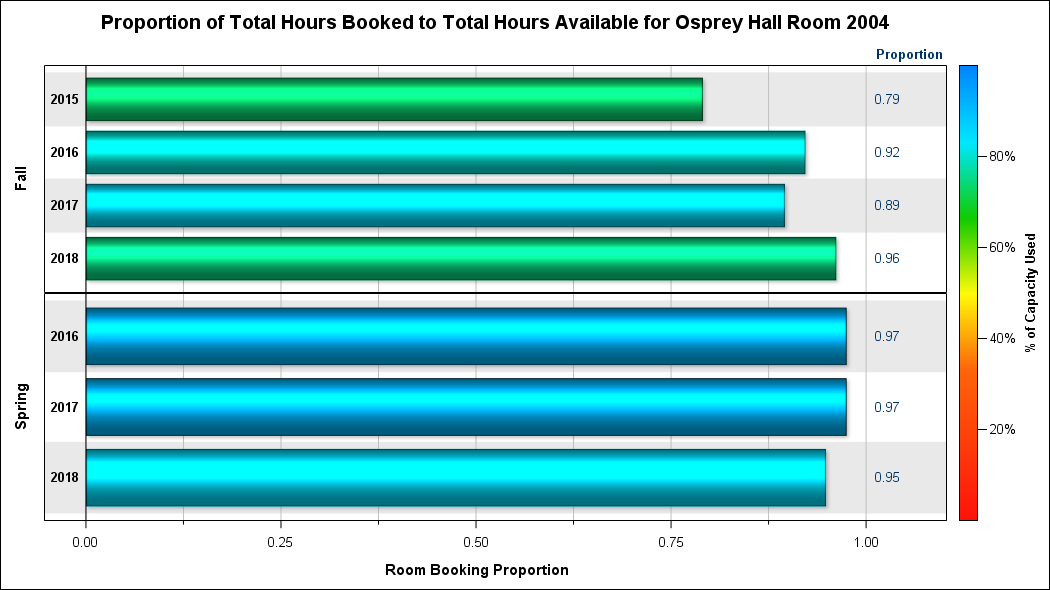 Proportion of Total Hours Booked to Total Hours Available for Osprey Hall Room 2004
Proportion
Fall
2015 0.79
2016 0.92
2017 0.89
2018 0.96
Spring
2016 0.97
2017 0.97
2018 0.95
0.00 0.25 0.50 0.75 1.00
Room Booking Proportion
80%
60%
40%
20%
% of Capacity Used